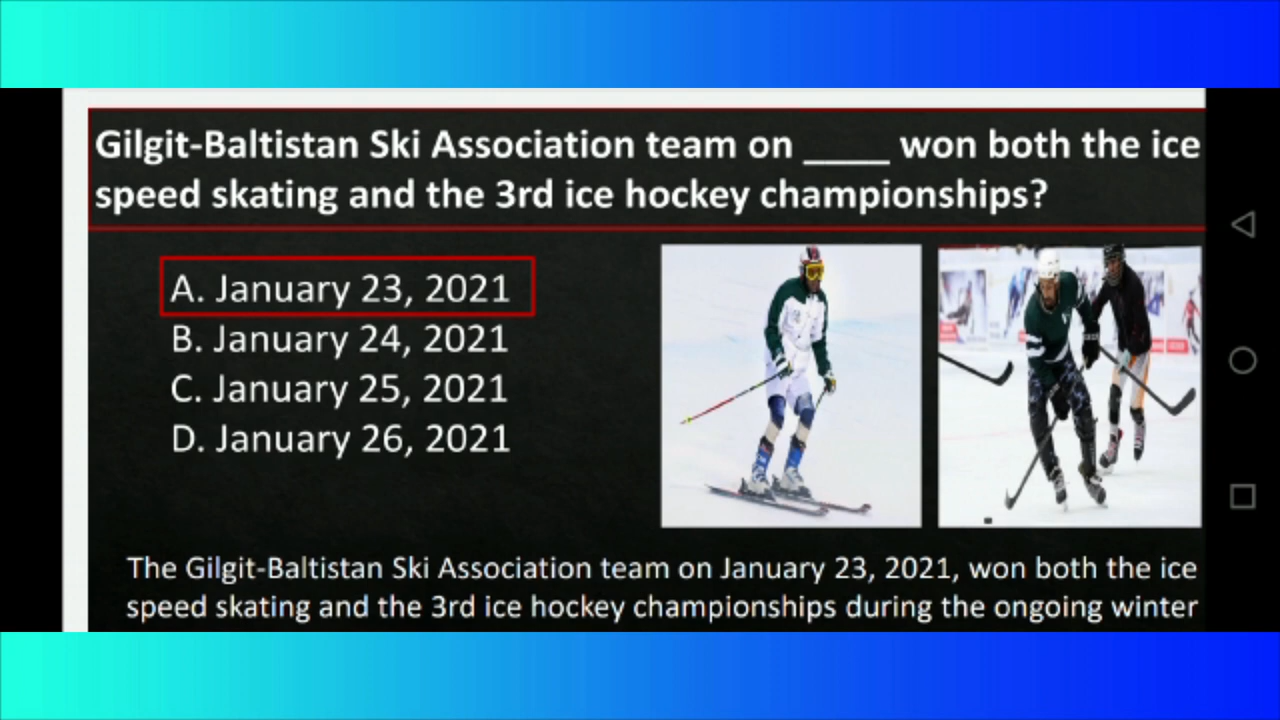 Gilgit-Baltistan Ski Association team on ____ won both the ice
speed skating and the 3rd ice hockey championships?
A. January 23, 2021
B. January 24, 2021
C. January 25, 2021
D. January 26, 2021
The Gilgit-Baltistan Ski Association team on January 23, 2021, won both the ice
speed skating and the 3rd ice hockey championships during the ongoing winter